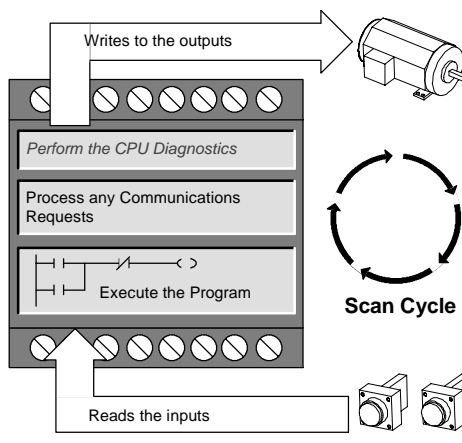 Writes to the outputs
Perform the CPU Diagnostics
Process any Communications
Requests
Execute the Program
Scan Cycle
Reads the inputs